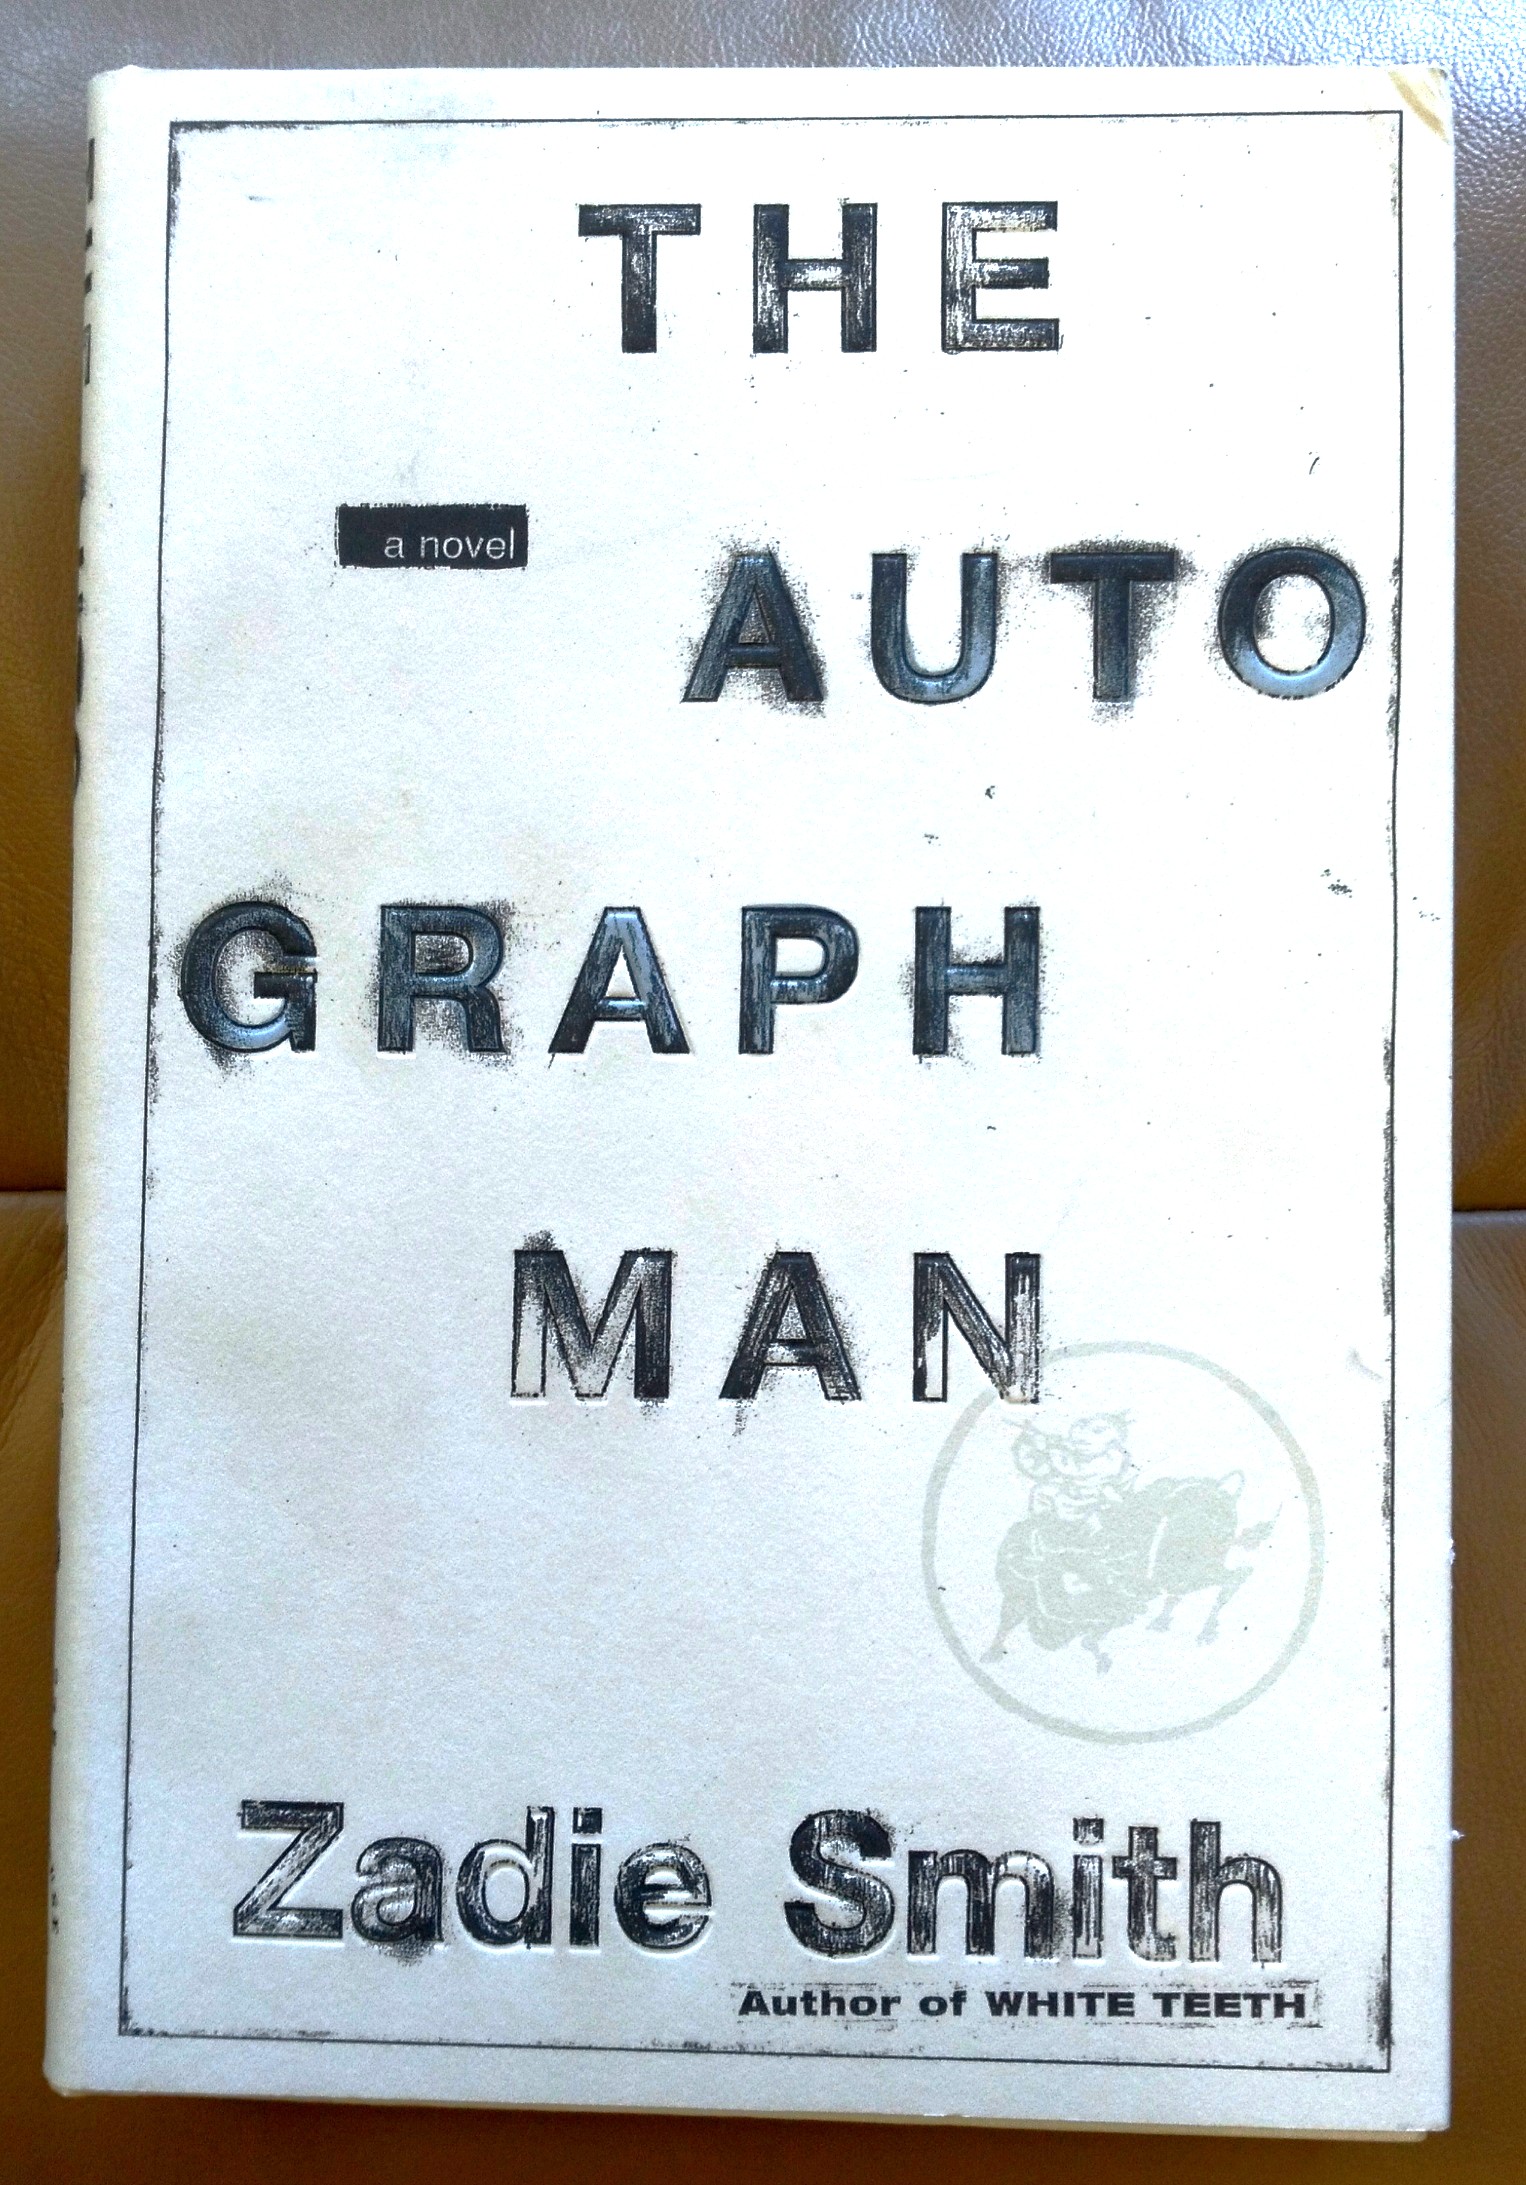 THE
a novel
AUTO
GRAPH
MAN
Zadie Smith
Author of WHITE TEETH